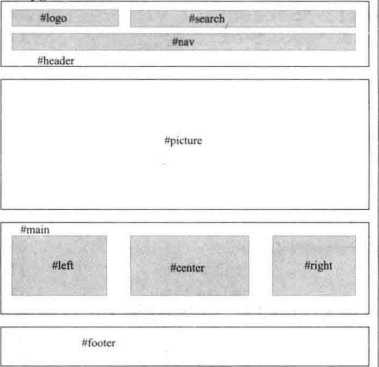 #logo
#search
#nav
#header
#picture
#main
#left
#center
#right
#footer